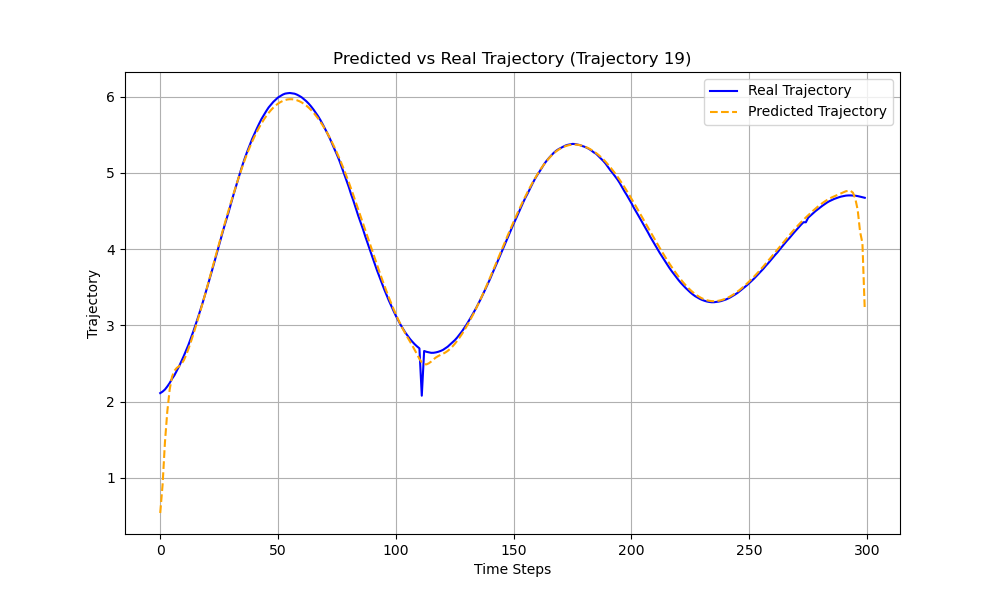 Predicted vs Real Trajectory (Trajectory 19)
Real Trajectory
Predicted Trajectory
6
5
4
3
2
1
Trajectory
0 50 100 150 200 250 300
Time Steps